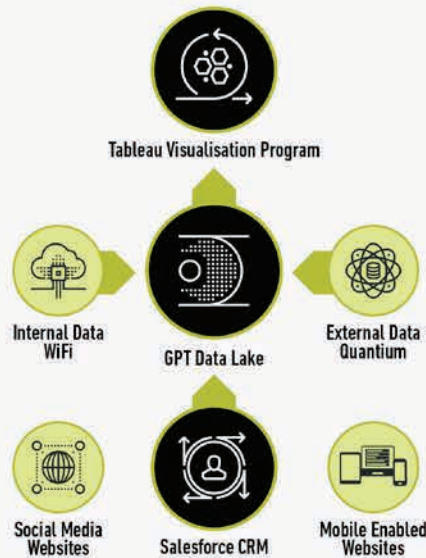 Tableau Visualisation Program
Internal Data
WiFi
GPT Data Lake
External Data
Quantium
Social Media
Websites
Salesforce CRM
Mobile Enabled
Websites